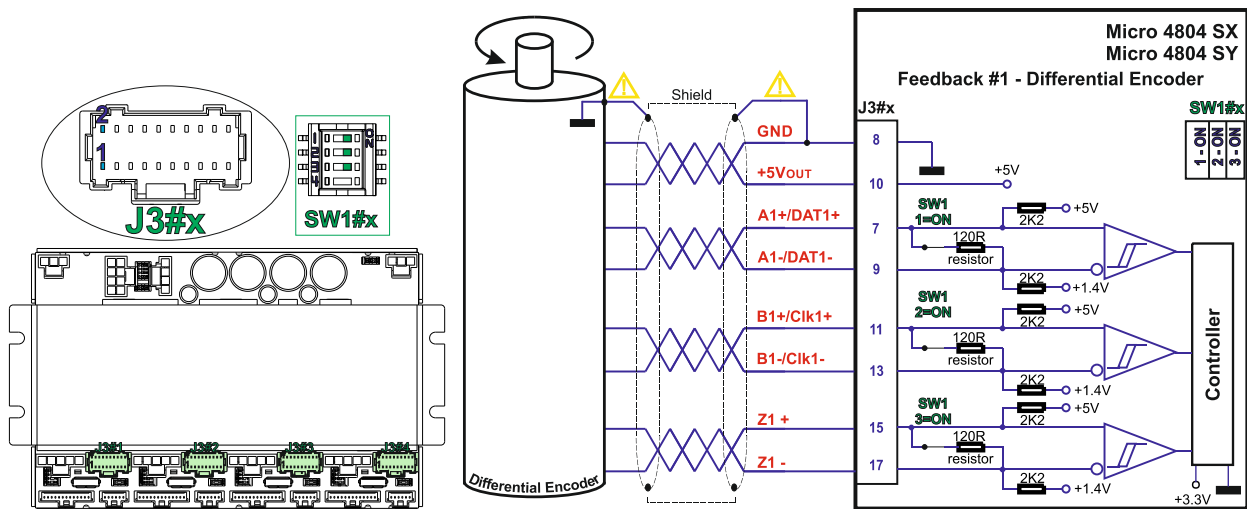 2
1
J3#x
1
2
3
4
ON
SW1#x
J3#1
J3#2
J3#3
J3#4
Differential Encoder
Shield
GND
+5VOUT
A1+/DAT1+
A1-/DAT1-
B1+/Clk1+
B1-/Clk1-
Z1 +
Z1 -
Micro 4804 SX
Micro 4804 SY
Feedback #1 - Differential Encoder
J3#x
SW1#x
1 - ON
2 - ON
3 - ON
8
10
+5V
7
SW1
1=ON
+5V
2K2
120R
resistor
9
2K2
+1.4V
11
SW1
2=ON
+5V
2K2
120R
resistor
13
2K2
+1.4V
15
SW1
3=ON
+5V
2K2
120R
resistor
17
2K2
+1.4V
Controller
+3.3V